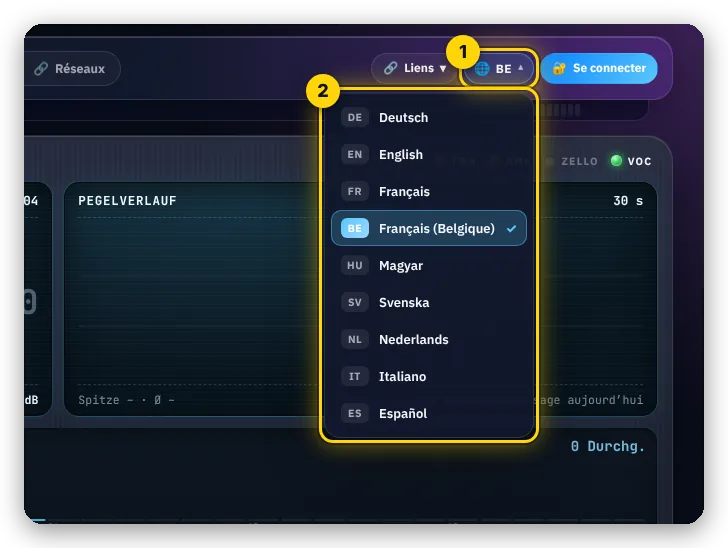 Réseaux
Liens ▼
1
BE ▲
Se connecter
2
DE Deutsch
EN English
FR Français
BE Français (Belgique) ✓
HU Magyar
SV Svenska
NL Nederlands
IT Italiano
ES Español
ZELLO
VOC
04
PEGELVERLAUF
30 s
dB
Spitze – · Ø –
sage aujourd'hui
0 Durchg.